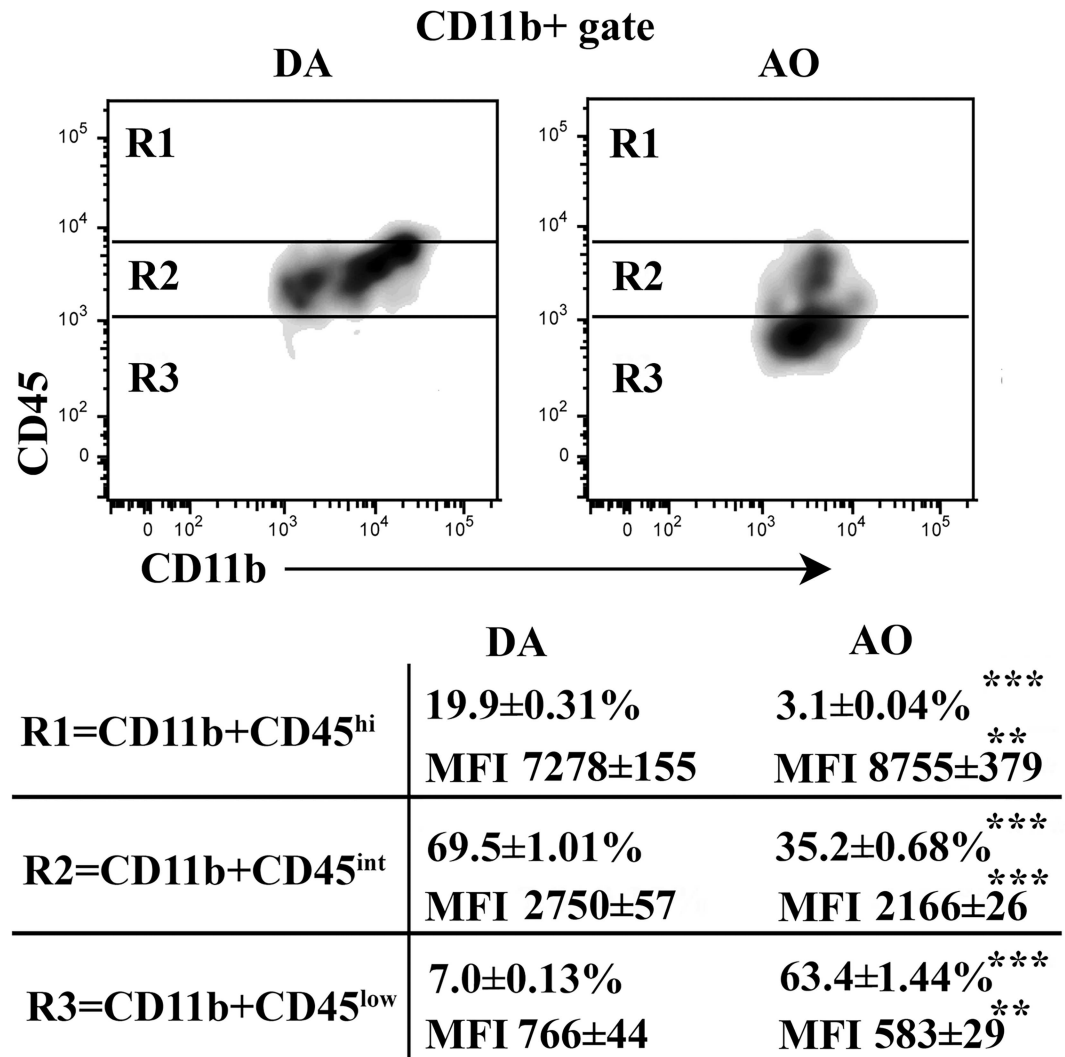 CD11b+ gate
DA AO
10⁵ R1 10⁵ R1
10⁴ 10⁴
R2 R2
10³ 10³
R3 R3
10² 10²
0 0
CD45
0 10² 10³ 10⁴ 10⁵ 0 10² 10³ 10⁴ 10⁵
CD11b
DA AO
R1=CD11b+CD45ʰⁱ
19.9±0.31% 3.1±0.04% ***
MFI 7278±155 MFI 8755±379 **
R2=CD11b+CD45ⁱⁿᵗ
69.5±1.01% 35.2±0.68% ***
MFI 2750±57 MFI 2166±26 ***
R3=CD11b+CD45ˡᵒʷ
7.0±0.13% 63.4±1.44% ***
MFI 766±44 MFI 583±29 **